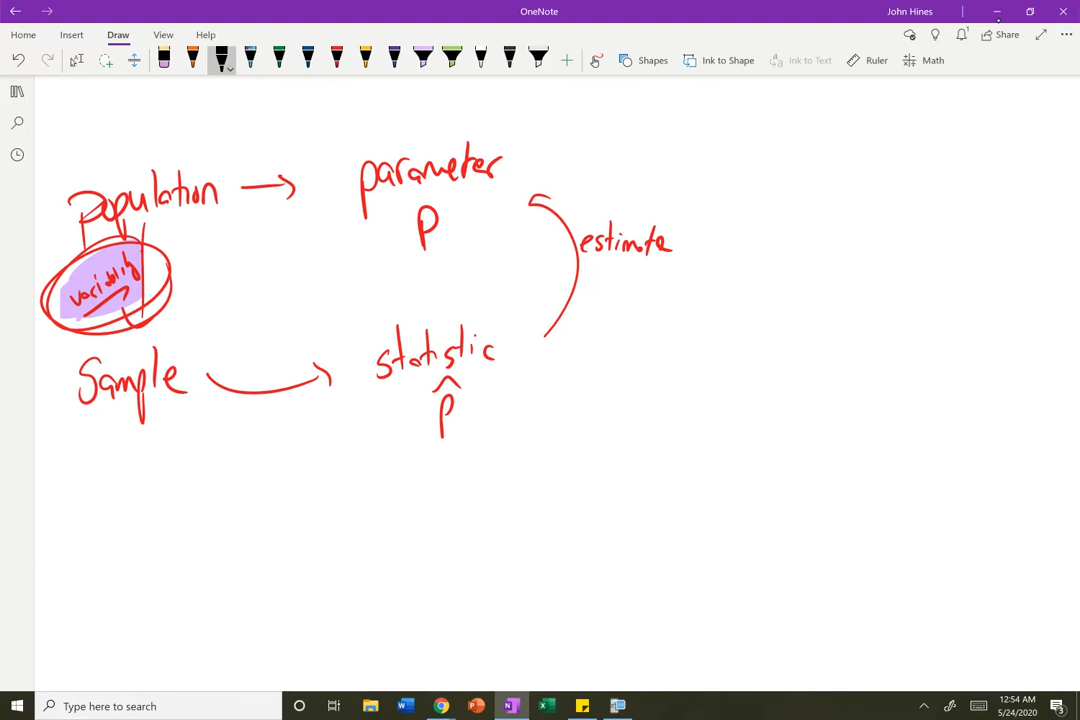 OneNote
John Hines
Home Insert Draw View Help
Share
Shapes Ink to Shape Ink to Text Ruler Math
Population → parameter
P
estimate
variability
Sample → statistic
p̂
Type here to search
12:54 AM
5/24/2020
3